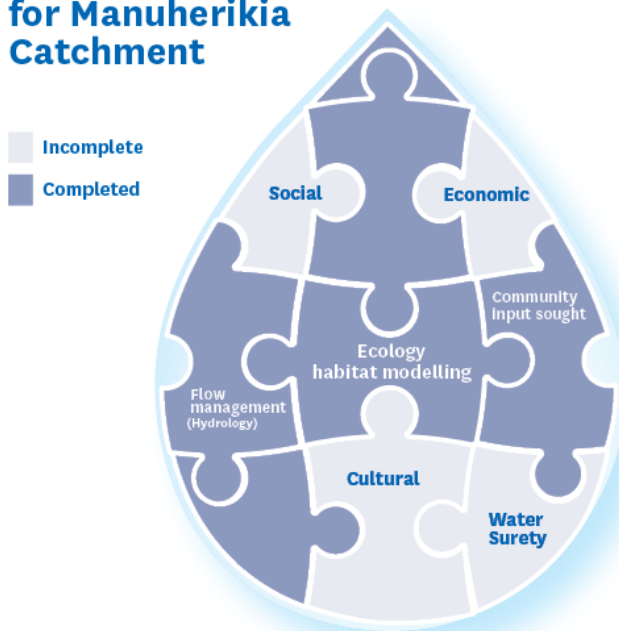 for Manuherikia
Catchment
Incomplete
Completed
Social
Economic
Community
input sought
Ecology
habitat modelling
Flow
management
(Hydrology)
Cultural
Water
Surety